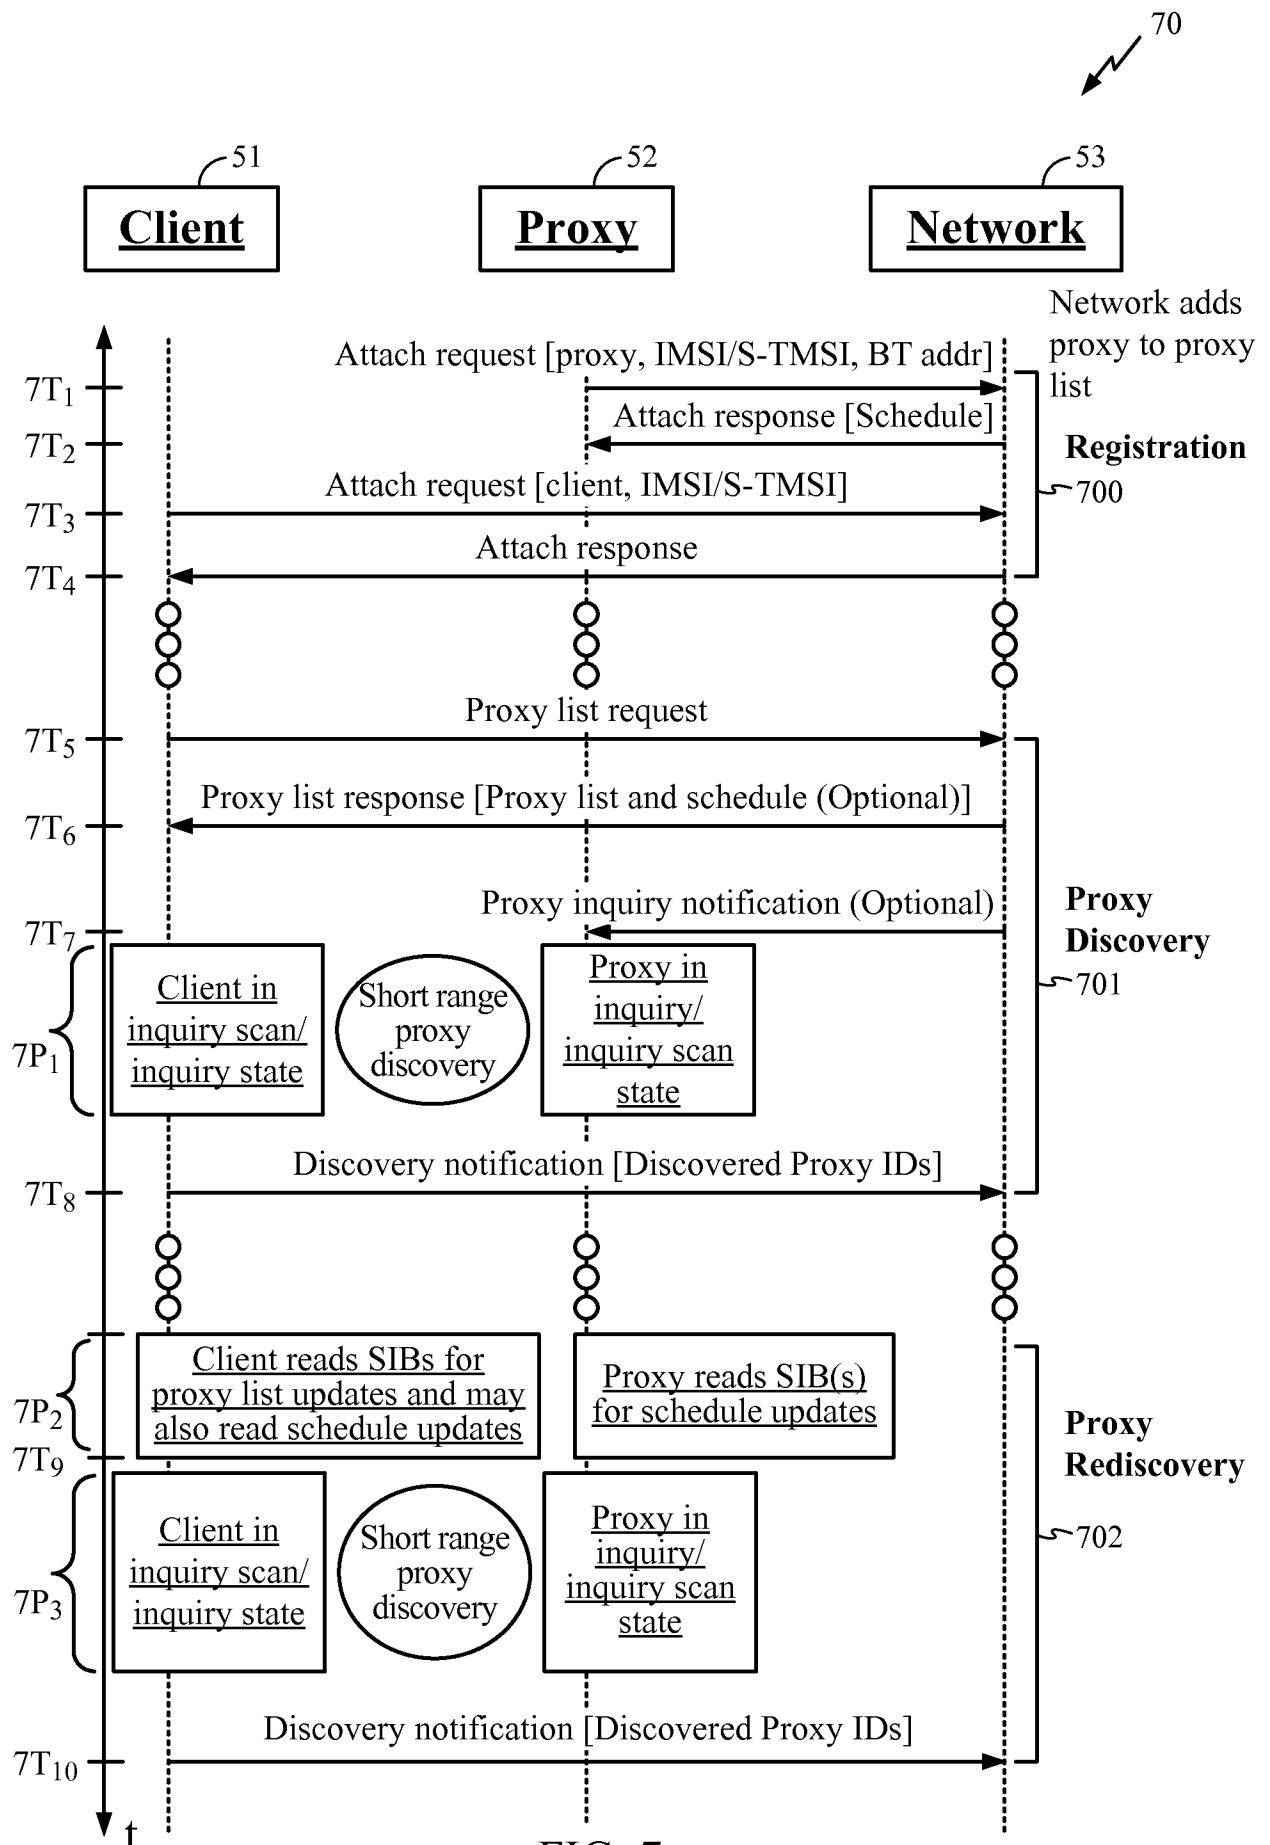 70
51
52
53
Client
Proxy
Network
Network adds
proxy to proxy
list
Attach request [proxy, IMSI/S-TMSI, BT addr]
7T1
Attach response [Schedule]
7T2
Registration
Attach request [client, IMSI/S-TMSI]
700
7T3
Attach response
7T4
Proxy list request
7T5
Proxy list response [Proxy list and schedule (Optional)]
7T6
Proxy inquiry notification (Optional)
7T7
Proxy
Discovery
701
Client in
inquiry scan/
inquiry state
Short range
proxy
discovery
Proxy in
inquiry/
inquiry scan
state
7P1
Discovery notification [Discovered Proxy IDs]
7T8
Client reads SIBs for
proxy list updates and may
also read schedule updates
Proxy reads SIB(s)
for schedule updates
7P2
7T9
Proxy
Rediscovery
702
Client in
inquiry scan/
inquiry state
Short range
proxy
discovery
Proxy in
inquiry/
inquiry scan
state
7P3
Discovery notification [Discovered Proxy IDs]
7T10
t